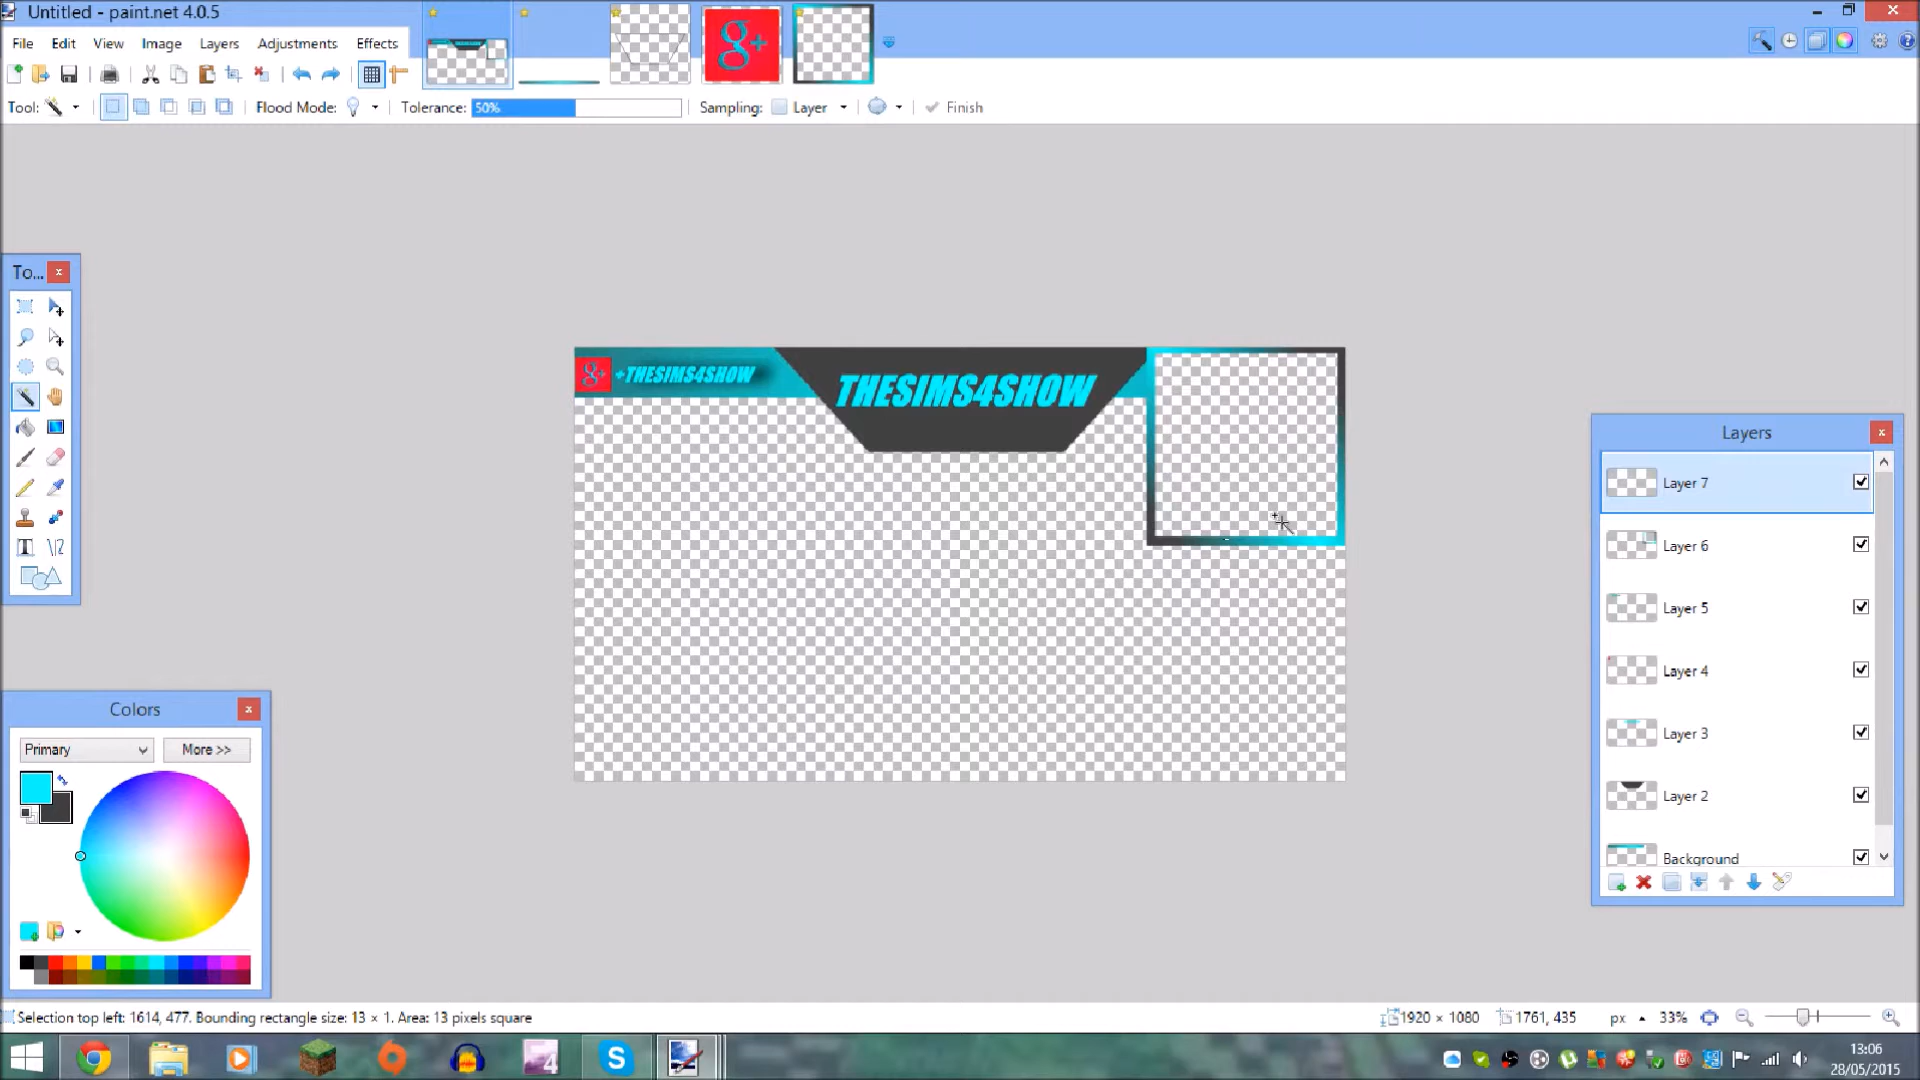 Untitled - paint.net 4.0.5
File Edit View Image Layers Adjustments Effects
g+
Tool: Flood Mode: Tolerance: 50% Sampling: Layer Finish
To...
g+ +THESIMS4SHOW
THESIMS4SHOW
Layers
Layer 7
Layer 6
Layer 5
Layer 4
Layer 3
Layer 2
Background
Colors
Primary More >>
Selection top left: 1614, 477. Bounding rectangle size: 13 × 1. Area: 13 pixels square
1920 × 1080 1761, 435 px 33%
4
S
13:06
28/05/2015